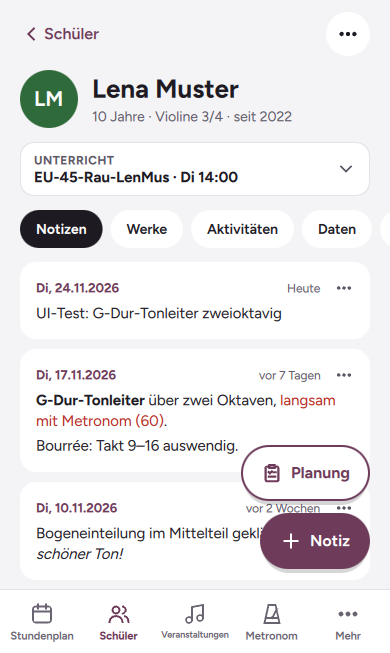 Schüler
LM
Lena Muster
10 Jahre · Violine 3/4 · seit 2022
UNTERRICHT
EU-45-Rau-LenMus · Di 14:00
Notizen Werke Aktivitäten Daten
Di, 24.11.2026 Heute
UI-Test: G-Dur-Tonleiter zweioktavig
Di, 17.11.2026 vor 7 Tagen
G-Dur-Tonleiter über zwei Oktaven, langsam
mit Metronom (60).
Bourrée: Takt 9–16 auswendig.
Planung
Di, 10.11.2026 vor 2 Wochen
Bogeneinteilung im Mittelteil
schöner Ton!
Notiz
Stundenplan Schüler Veranstaltungen Metronom Mehr